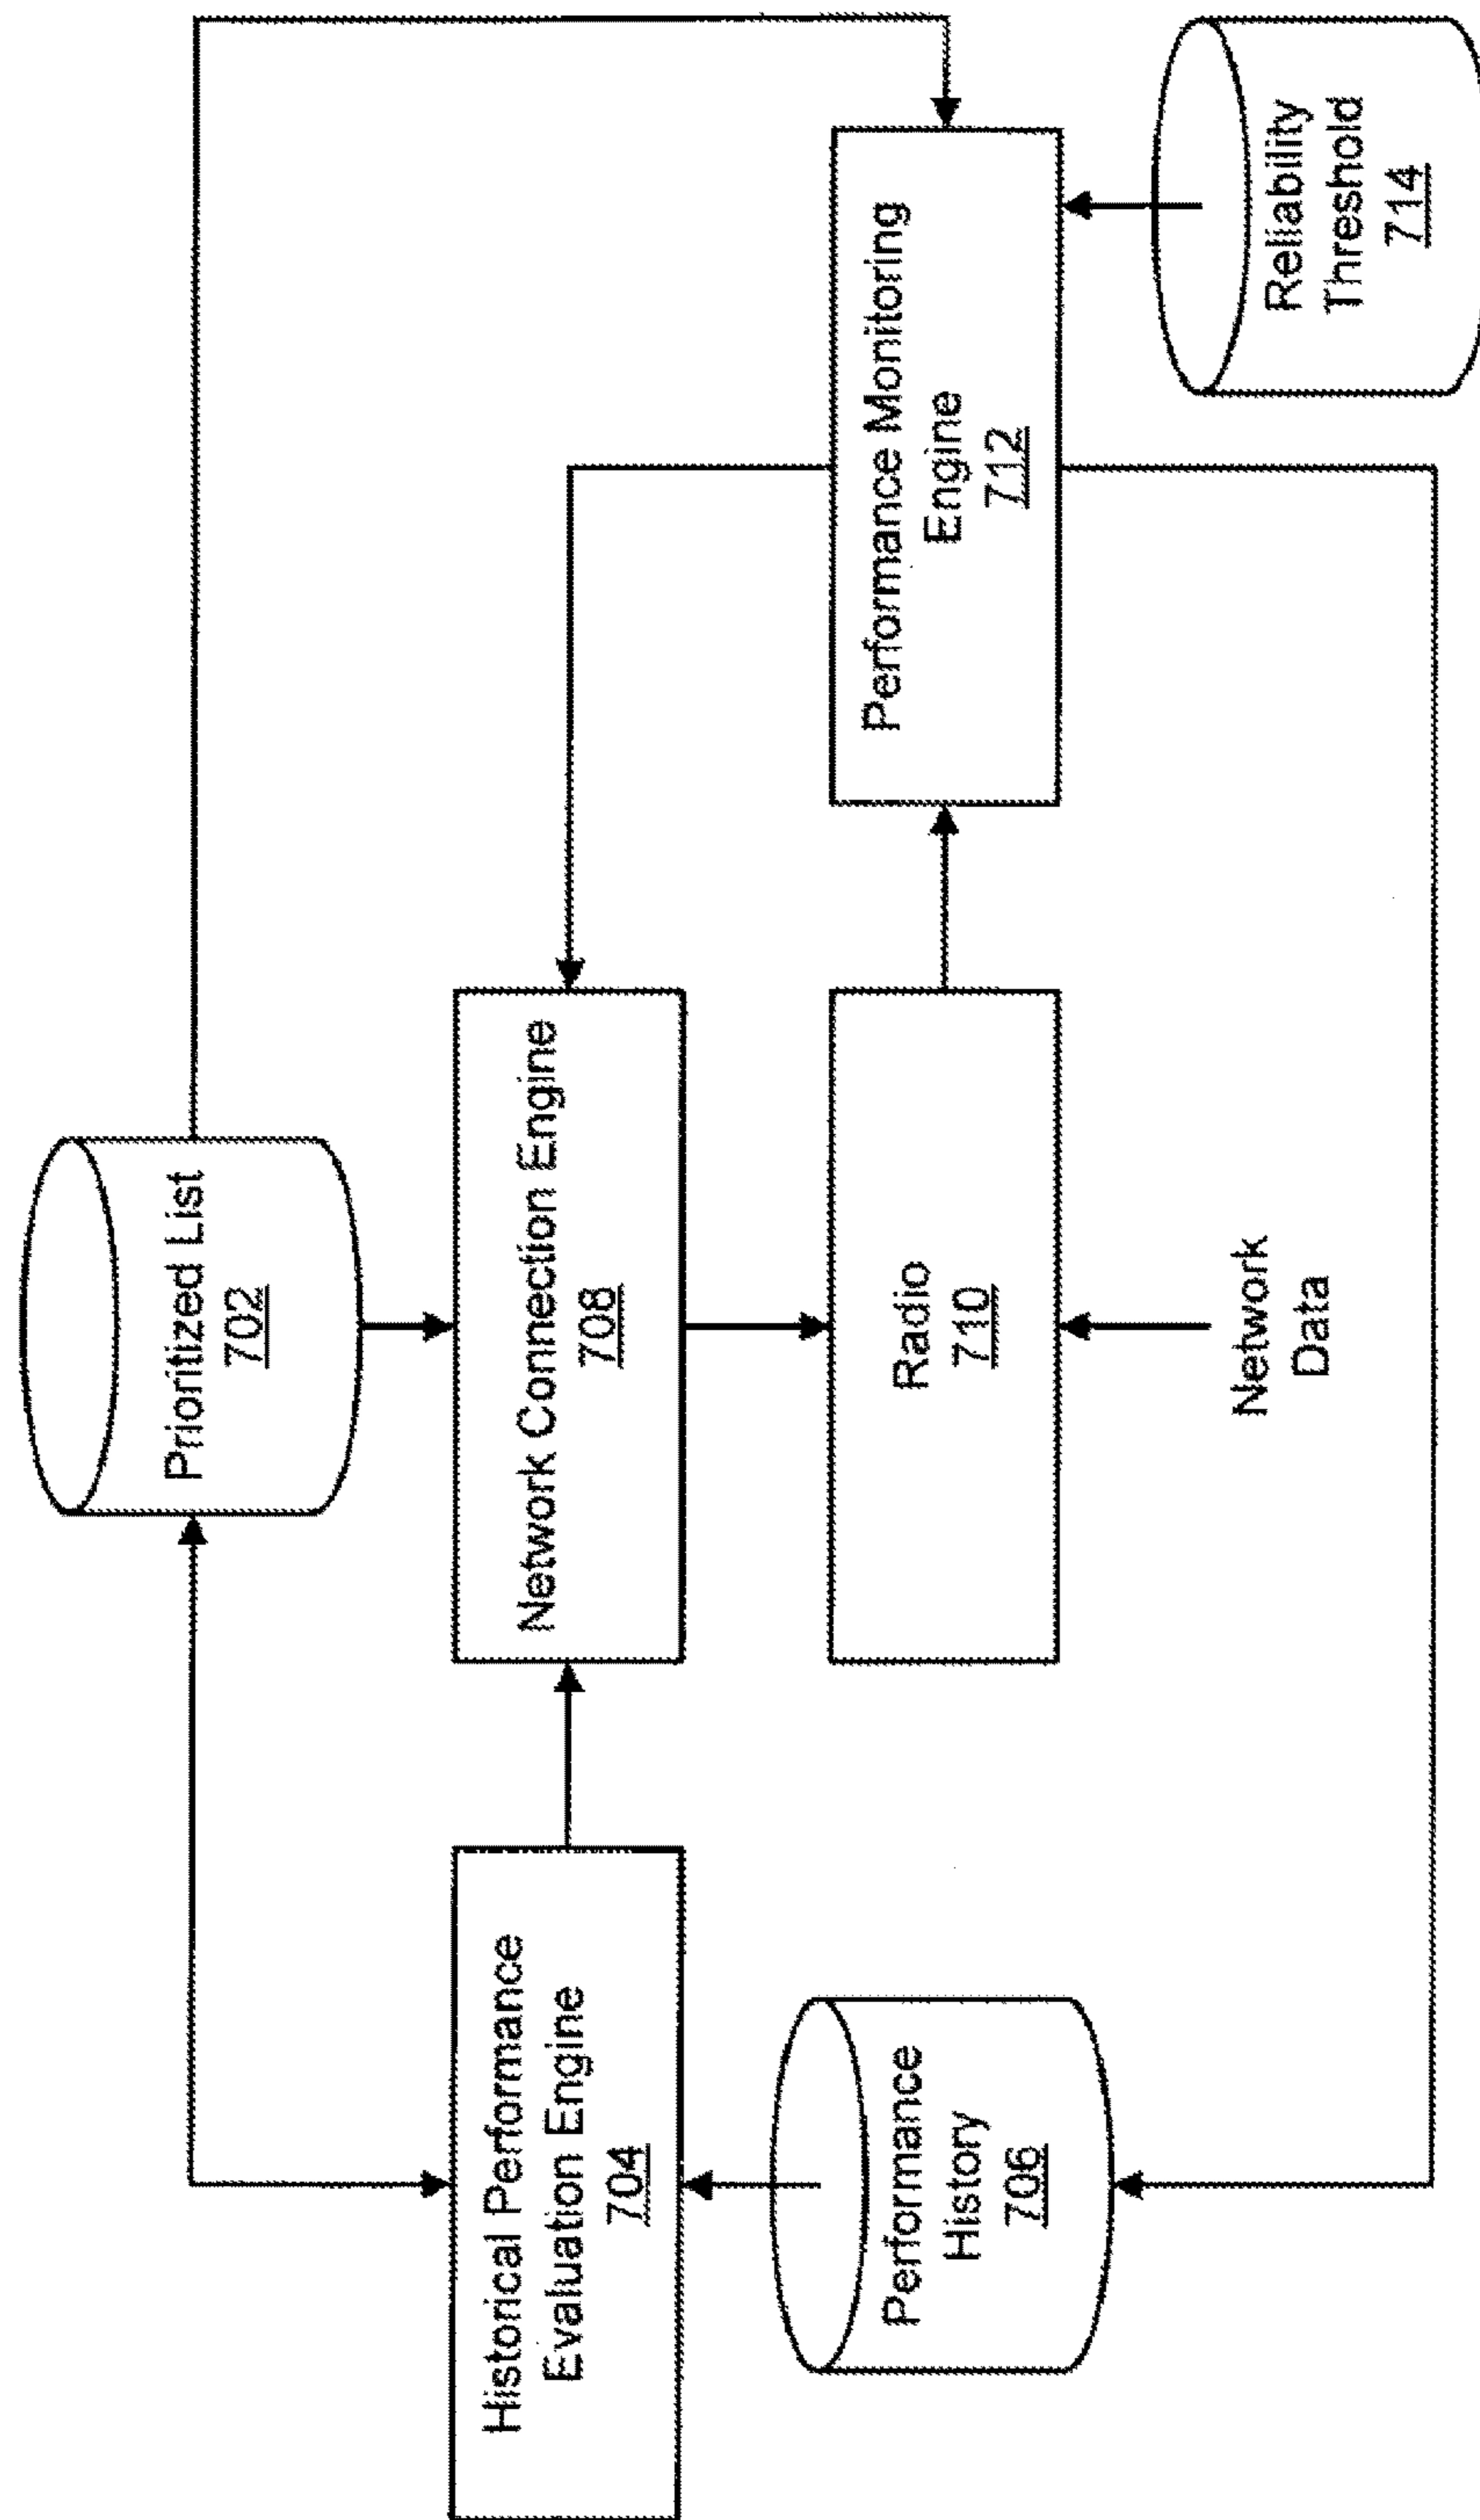 Prioritized List
702
Historical Performance
Evaluation Engine
704
Network Connection Engine
708
Performance
History
706
Radio
710
Performance Monitoring
Engine
712
Network
Data
Reliability
Threshold
714